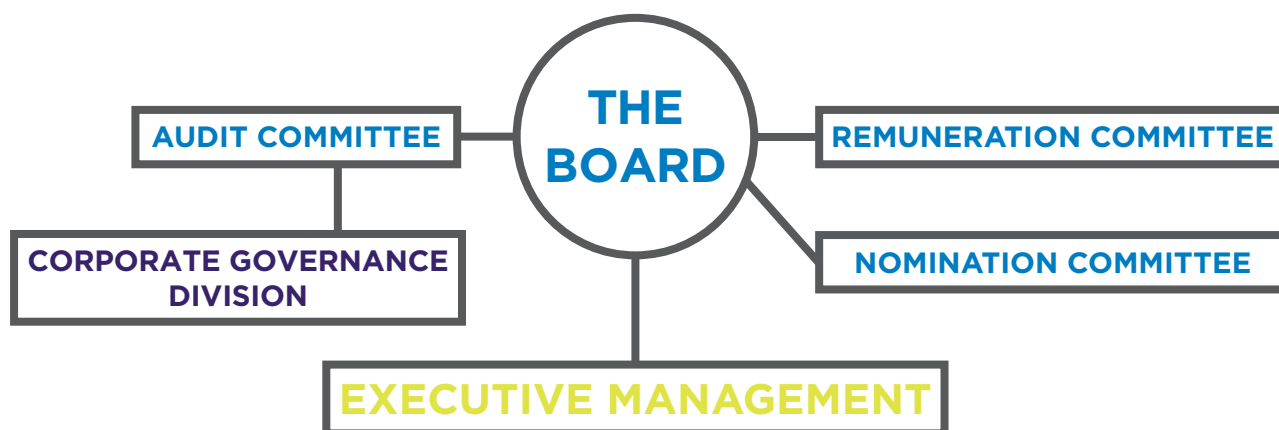 THE
BOARD
AUDIT COMMITTEE
REMUNERATION COMMITTEE
CORPORATE GOVERNANCE
DIVISION
NOMINATION COMMITTEE
EXECUTIVE MANAGEMENT